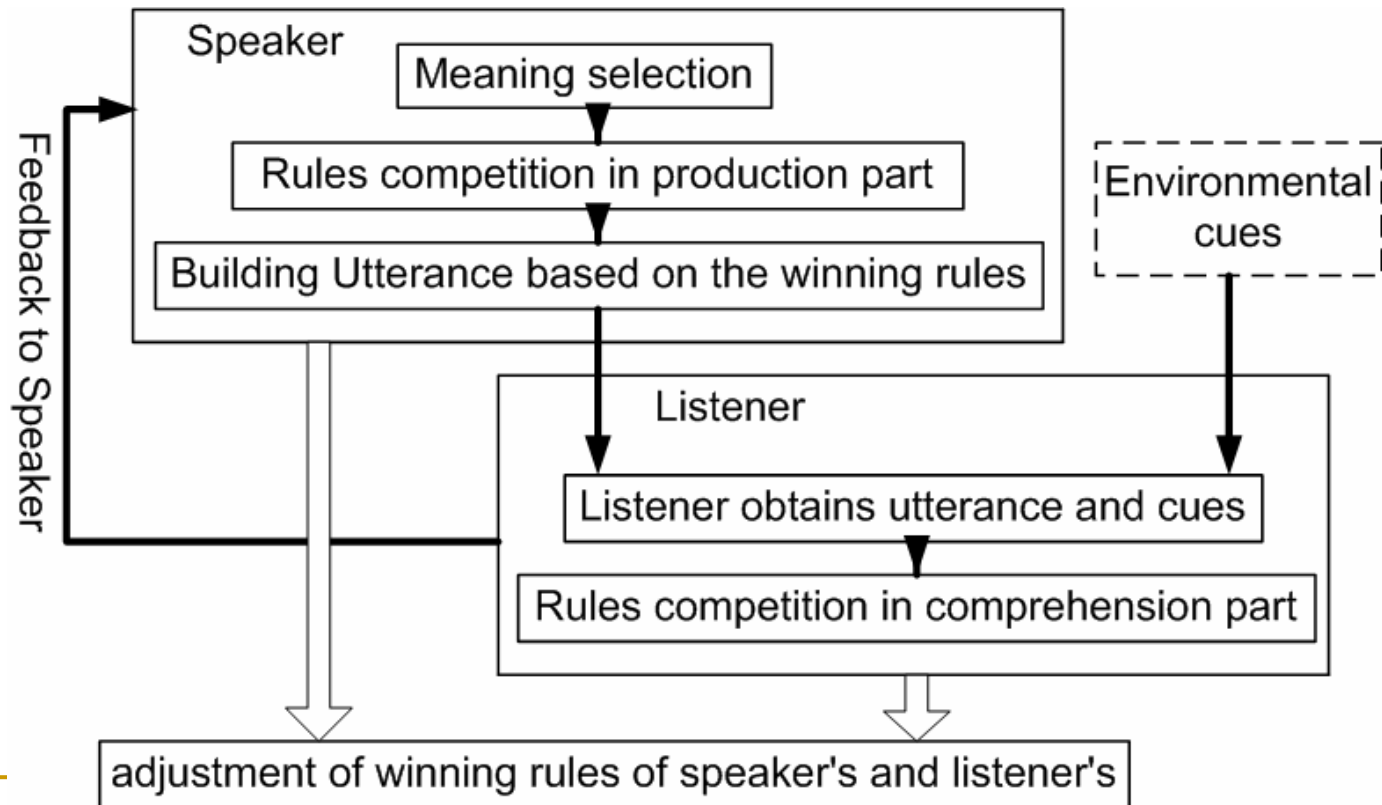 Speaker
Meaning selection
Rules competition in production part
Building Utterance based on the winning rules
Environmental
cues
Feedback to Speaker
Listener
Listener obtains utterance and cues
Rules competition in comprehension part
adjustment of winning rules of speaker's and listener's